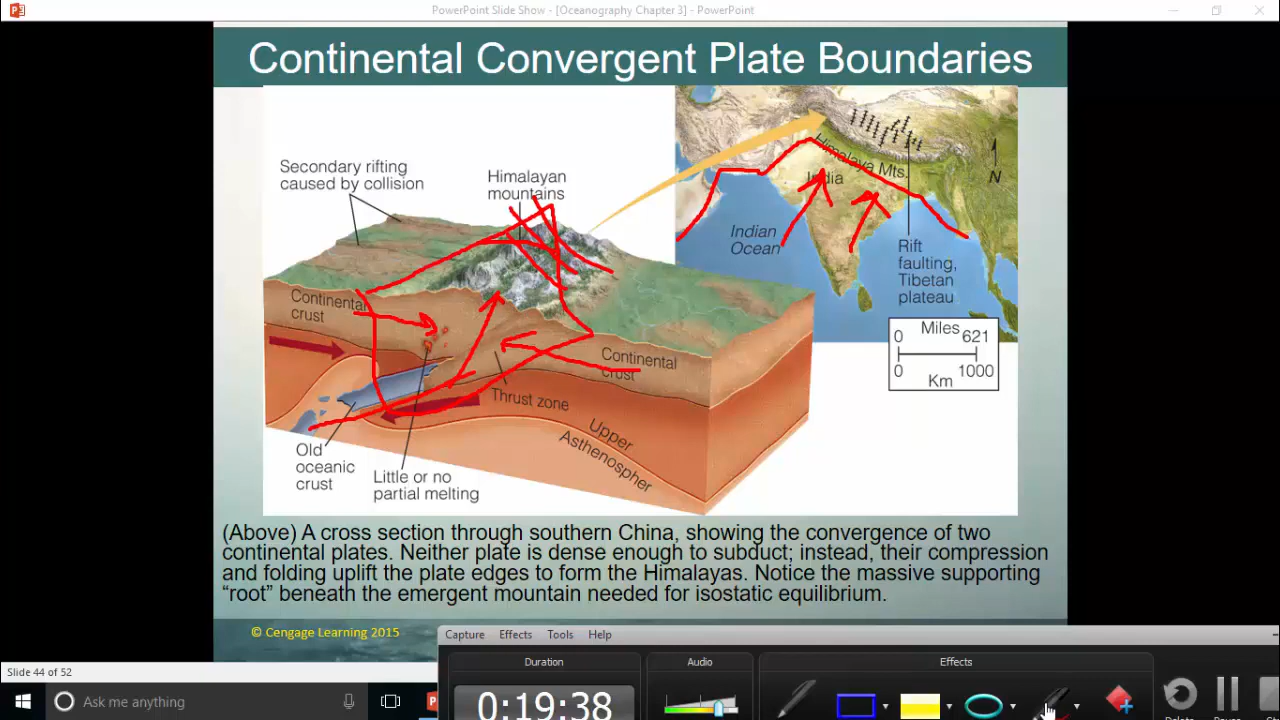 PowerPoint Slide Show - [Oceanography Chapter 3] - PowerPoint
Continental Convergent Plate Boundaries
Secondary rifting
caused by collision
Himalayan
mountains
Himalaya Mts.
India
N
Indian
Ocean
Rift
faulting,
Tibetan
plateau
Continental
crust
Miles
0 621
0 1000
Km
Continental
crust
Thrust zone
Upper
Asthenospher
Old
oceanic
crust
Little or no
partial melting
(Above) A cross section through southern China, showing the convergence of two
continental plates. Neither plate is dense enough to subduct; instead, their compression
and folding uplift the plate edges to form the Himalayas. Notice the massive supporting
“root” beneath the emergent mountain needed for isostatic equilibrium.
© Cengage Learning 2015
Capture Effects Tools Help
Slide 44 of 52
Duration Audio Effects
0:19:38
Ask me anything